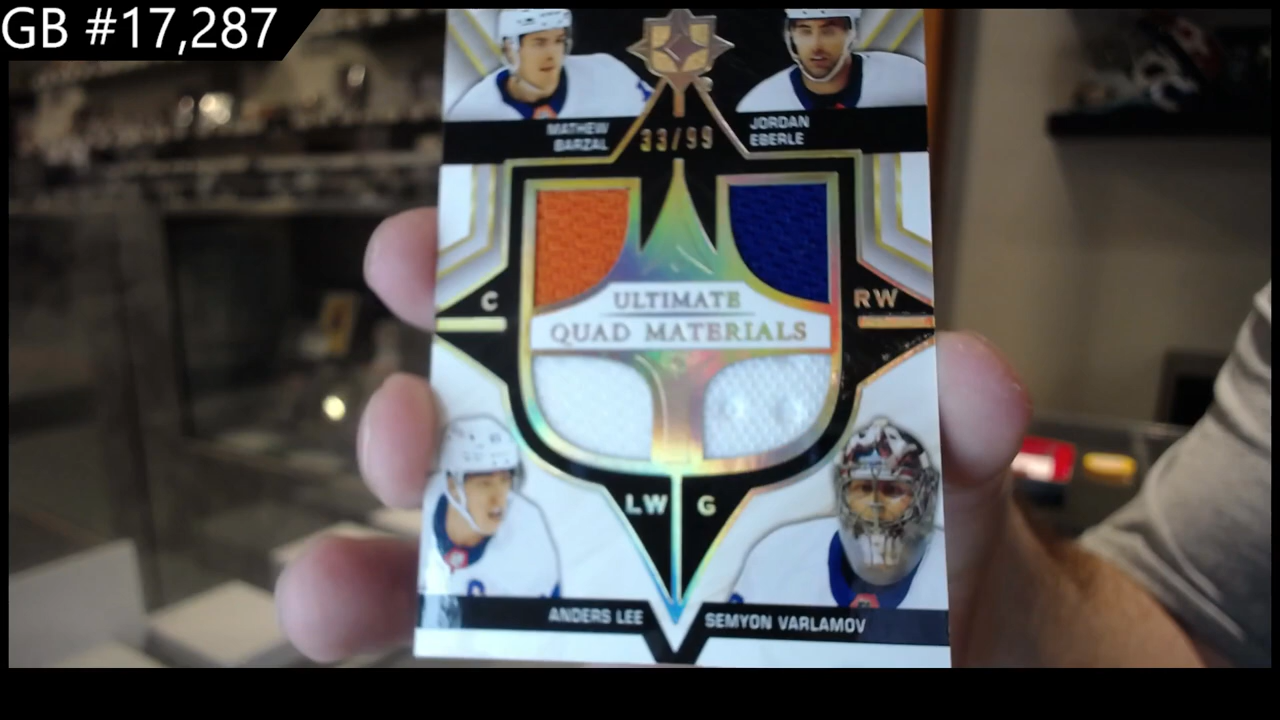 GB #17,287
MATHEW
BARZAL
33/99
JORDAN
EBERLE
C
RW
ULTIMATE
QUAD MATERIALS
LW
G
ANDERS LEE
SEMYON VARLAMOV